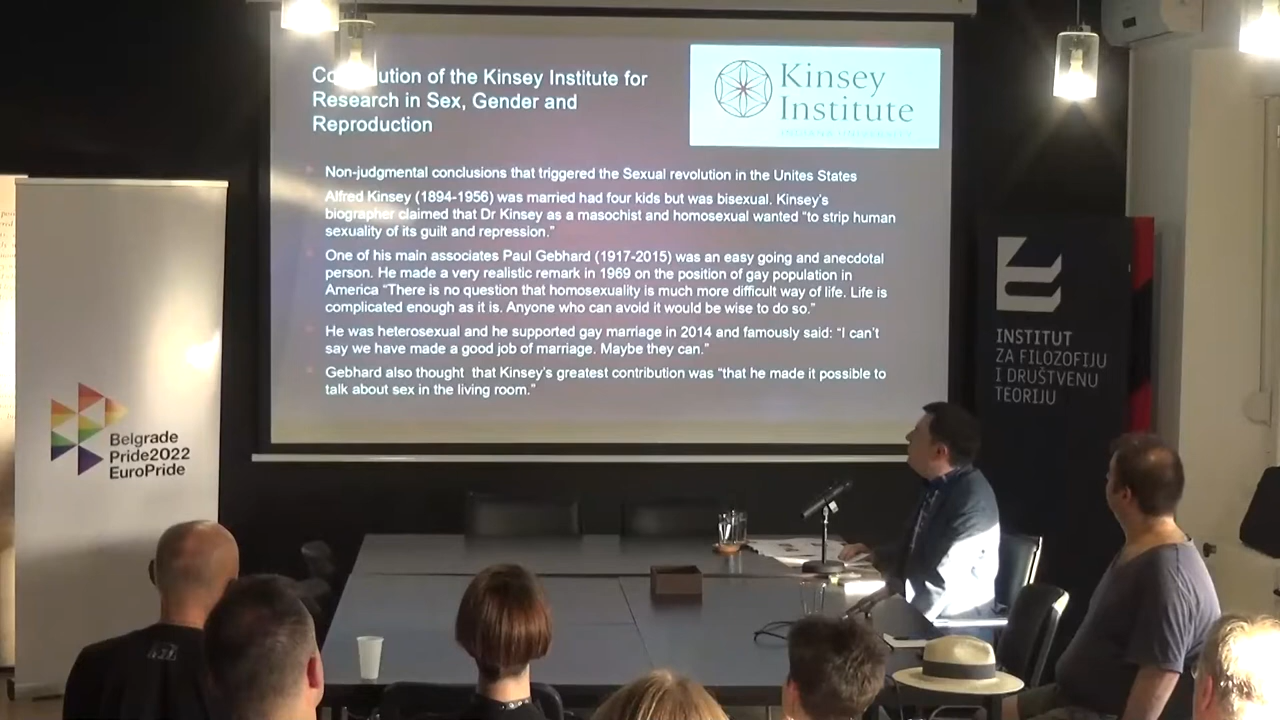 Contribution of the Kinsey Institute for
Research in Sex, Gender and
Reproduction
Kinsey
Institute
INDIANA UNIVERSITY
Non-judgmental conclusions that triggered the Sexual revolution in the Unites States
Alfred Kinsey (1894-1956) was married had four kids but was bisexual. Kinsey's
biographer claimed that Dr Kinsey as a masochist and homosexual wanted “to strip human
sexuality of its guilt and repression.”
One of his main associates Paul Gebhard (1917-2015) was an easy going and anecdotal
person. He made a very realistic remark in 1969 on the position of gay population in
America “There is no question that homosexuality is much more difficult way of life. Life is
complicated enough as it is. Anyone who can avoid it would be wise to do so.”
He was heterosexual and he supported gay marriage in 2014 and famously said: “I can't
say we have made a good job of marriage. Maybe they can.”
Gebhard also thought that Kinsey's greatest contribution was “that he made it possible to
talk about sex in the living room.”
Belgrade
Pride2022
EuroPride
INSTITUT
ZA FILOZOFIJU
I DRUŠTVENU
TEORIJU